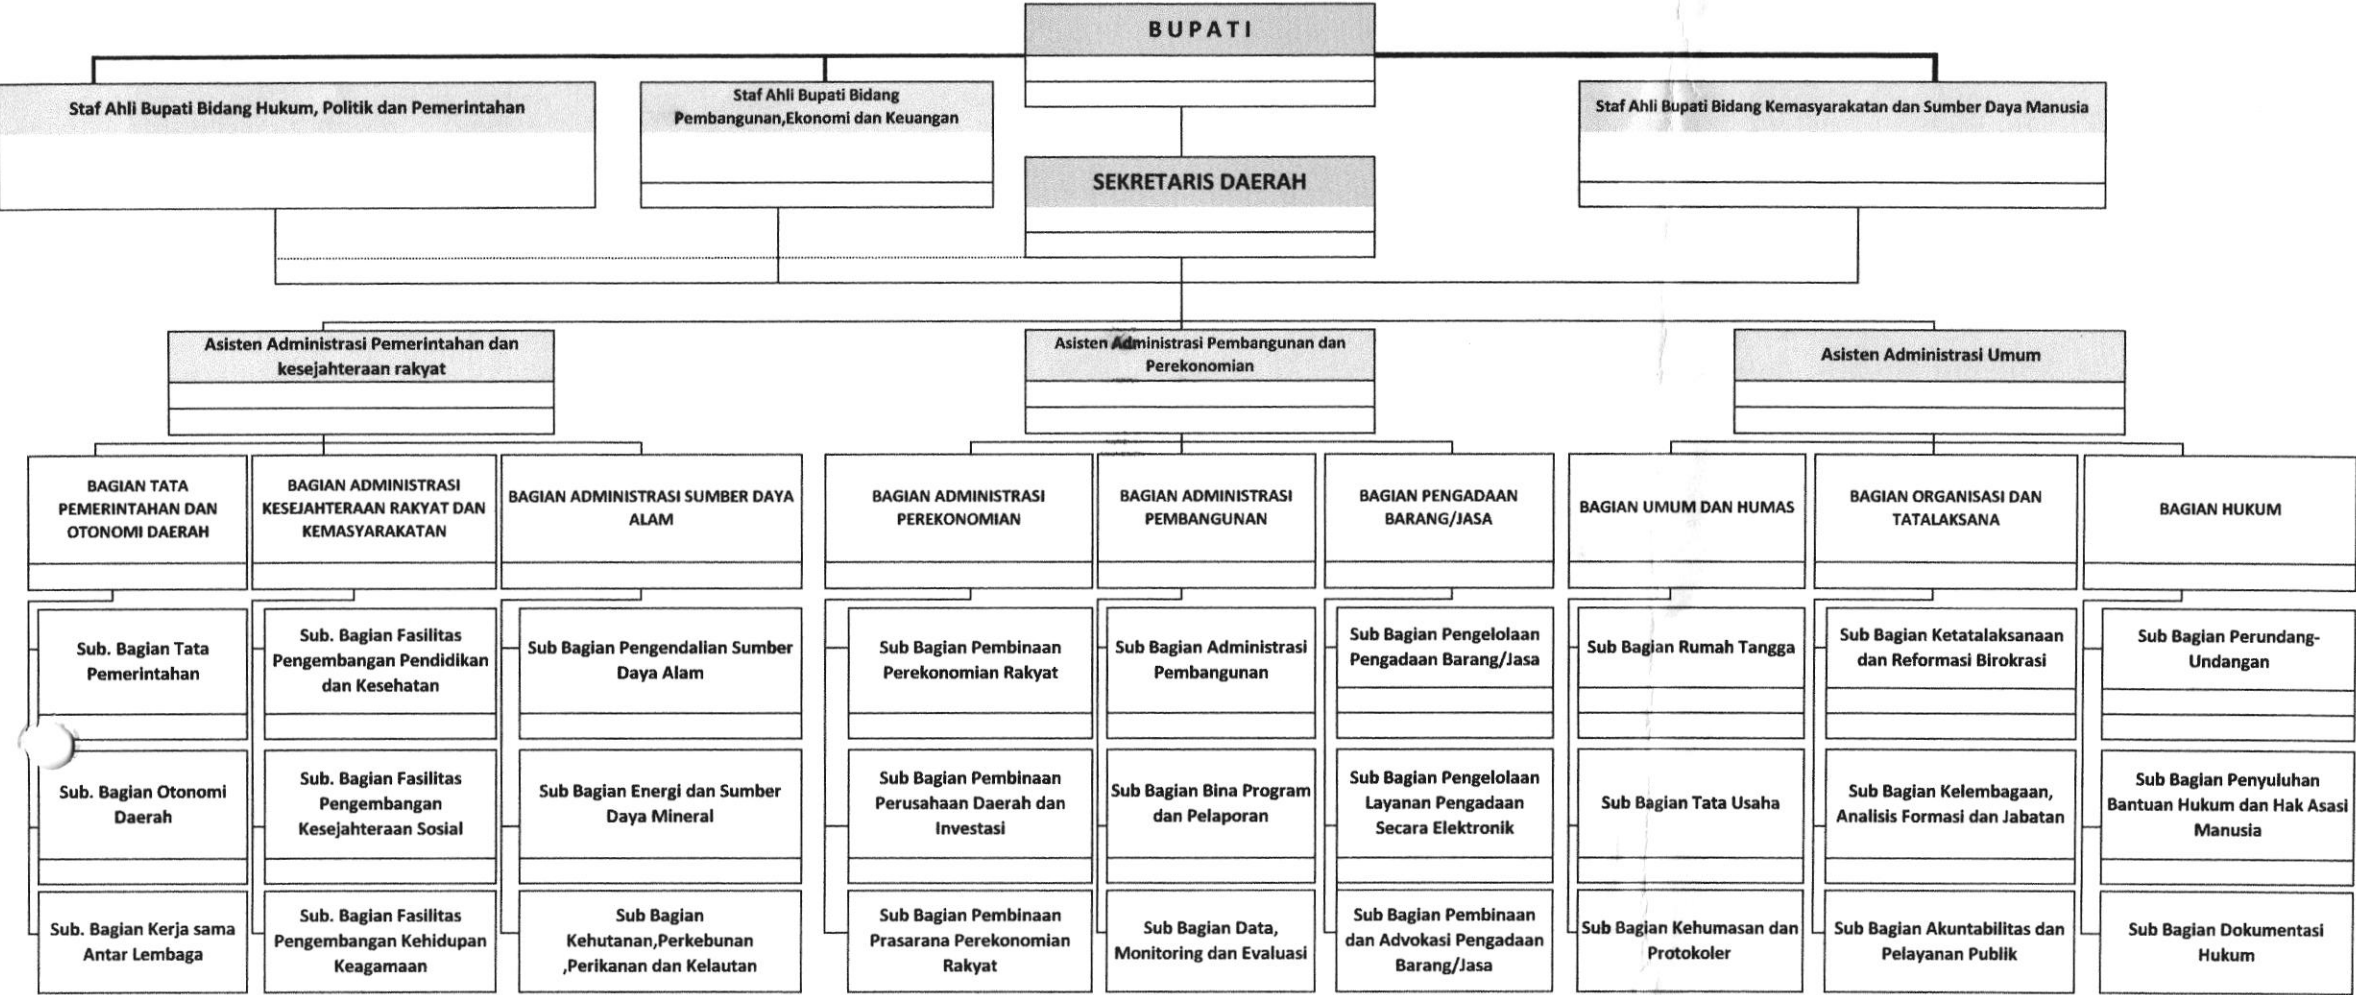 BUPATI
Staf Ahli Bupati Bidang Hukum, Politik dan Pemerintahan
Staf Ahli Bupati Bidang
Pembangunan,Ekonomi dan Keuangan
Staf Ahli Bupati Bidang Kemasyarakatan dan Sumber Daya Manusia
SEKRETARIS DAERAH
Asisten Administrasi Pemerintahan dan
kesejahteraan rakyat
Asisten Administrasi Pembangunan dan
Perekonomian
Asisten Administrasi Umum
BAGIAN TATA
PEMERINTAHAN DAN
OTONOMI DAERAH
BAGIAN ADMINISTRASI
KESEJAHTERAAN RAKYAT DAN
KEMASYARAKATAN
BAGIAN ADMINISTRASI SUMBER DAYA
ALAM
BAGIAN ADMINISTRASI
PEREKONOMIAN
BAGIAN ADMINISTRASI
PEMBANGUNAN
BAGIAN PENGADAAN
BARANG/JASA
BAGIAN UMUM DAN HUMAS
BAGIAN ORGANISASI DAN
TATALAKSANA
BAGIAN HUKUM
Sub. Bagian Tata
Pemerintahan
Sub. Bagian Fasilitas
Pengembangan Pendidikan
dan Kesehatan
Sub Bagian Pengendalian Sumber
Daya Alam
Sub Bagian Pembinaan
Perekonomian Rakyat
Sub Bagian Administrasi
Pembangunan
Sub Bagian Pengelolaan
Pengadaan Barang/Jasa
Sub Bagian Rumah Tangga
Sub Bagian Ketatalaksanaan
dan Reformasi Birokrasi
Sub Bagian Perundang-
Undangan
Sub. Bagian Otonomi
Daerah
Sub. Bagian Fasilitas
Pengembangan
Kesejahteraan Sosial
Sub Bagian Energi dan Sumber
Daya Mineral
Sub Bagian Pembinaan
Perusahaan Daerah dan
Investasi
Sub Bagian Bina Program
dan Pelaporan
Sub Bagian Pengelolaan
Layanan Pengadaan
Secara Elektronik
Sub Bagian Tata Usaha
Sub Bagian Kelembagaan,
Analisis Formasi dan Jabatan
Sub Bagian Penyuluhan
Bantuan Hukum dan Hak Asasi
Manusia
Sub. Bagian Kerja sama
Antar Lembaga
Sub. Bagian Fasilitas
Pengembangan Kehidupan
Keagamaan
Sub Bagian
Kehutanan,Perkebunan
,Perikanan dan Kelautan
Sub Bagian Pembinaan
Prasarana Perekonomian
Rakyat
Sub Bagian Data,
Monitoring dan Evaluasi
Sub Bagian Pembinaan
dan Advokasi Pengadaan
Barang/Jasa
Sub Bagian Kehumasan dan
Protokoler
Sub Bagian Akuntabilitas dan
Pelayanan Publik
Sub Bagian Dokumentasi
Hukum